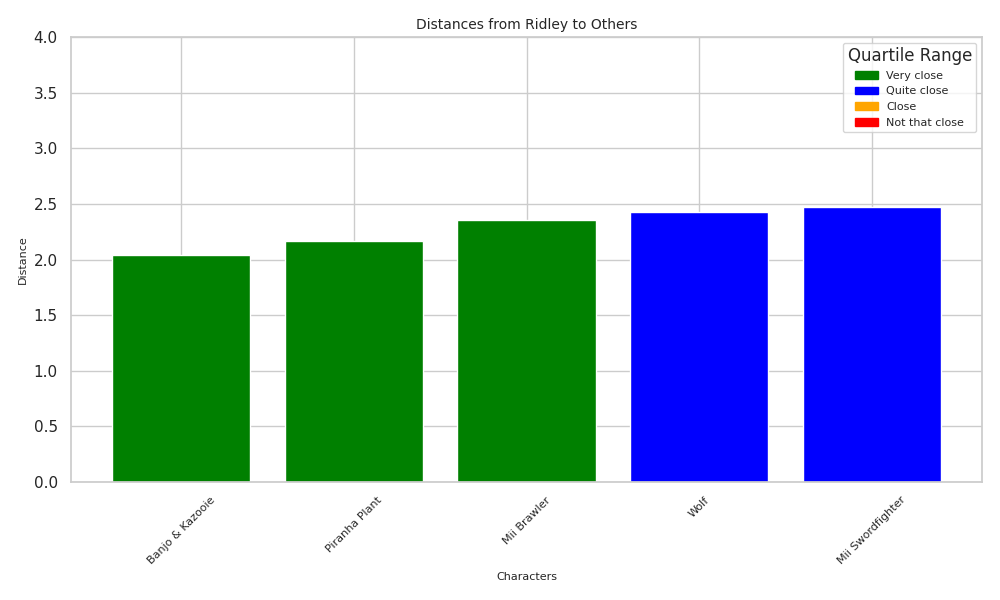 Distances from Ridley to Others
4.0
3.5
3.0
2.5
2.0
1.5
1.0
0.5
0.0
Distance
Quartile Range
Very close
Quite close
Close
Not that close
Banjo & Kazooie
Piranha Plant
Mii Brawler
Wolf
Mii Swordfighter
Characters